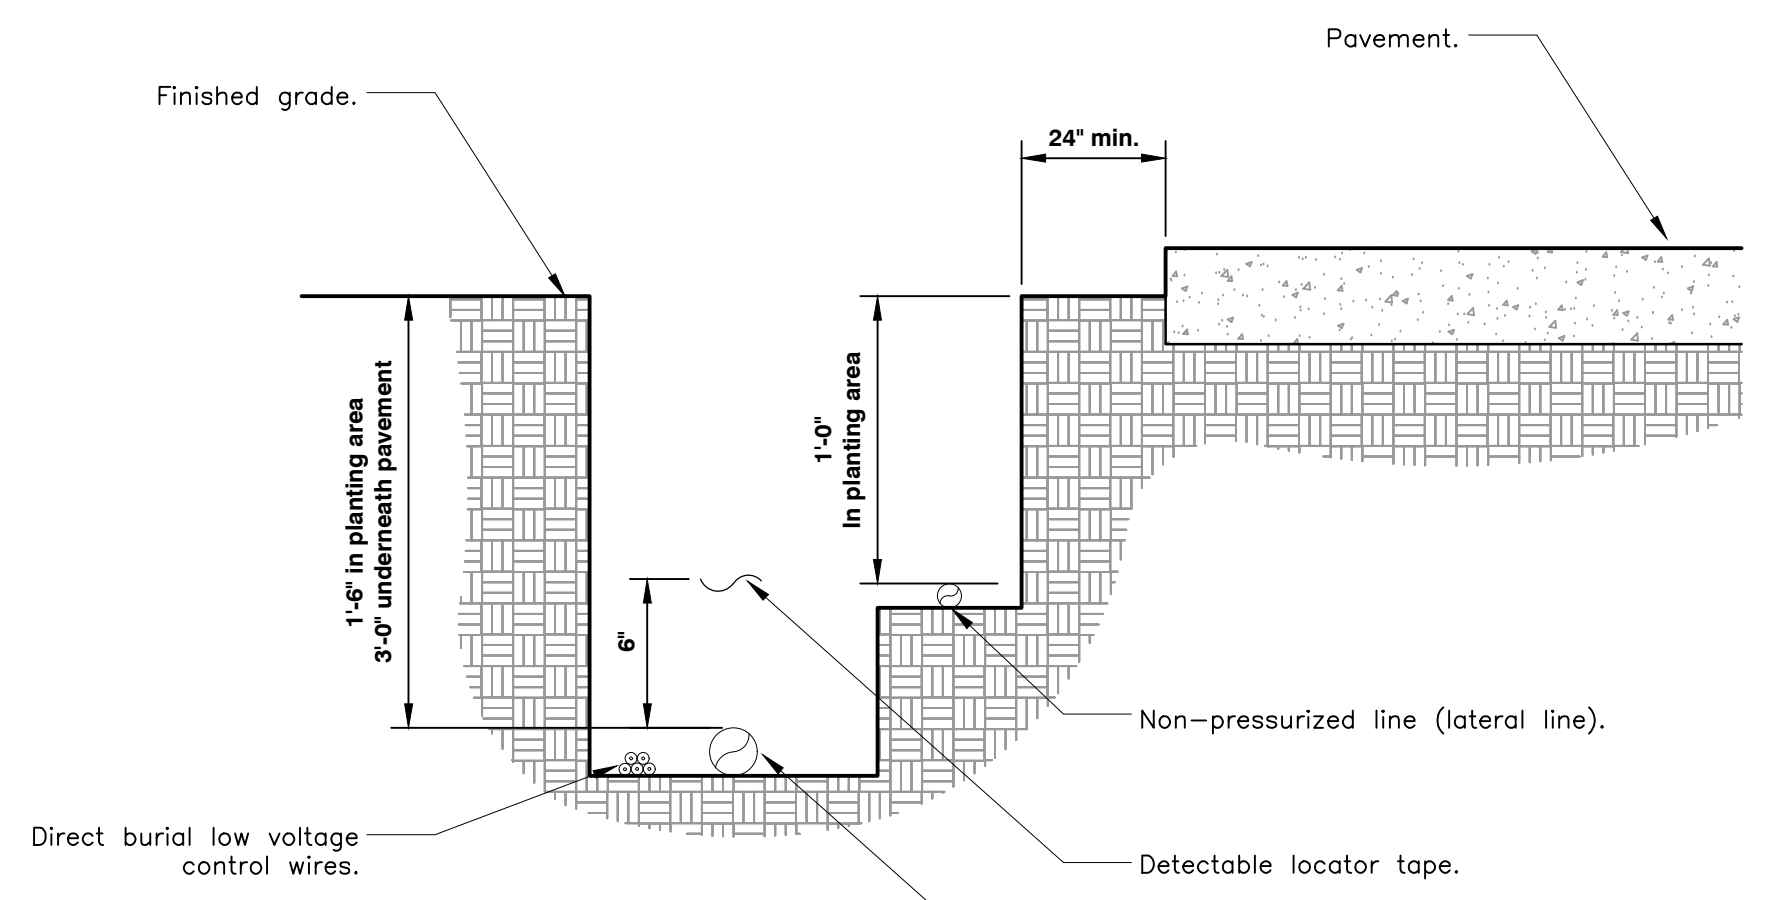 Pavement.
Finished grade.
24" min.
1'-6" in planting area
3'-0" underneath pavement
1'-0"
In planting area
6"
Non-pressurized line (lateral line).
Direct burial low voltage
control wires.
Detectable locator tape.